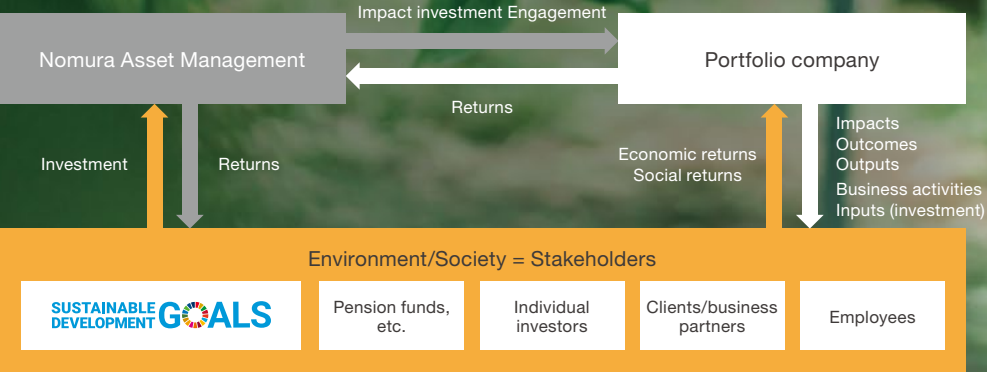 Impact investment Engagement
Nomura Asset Management
Portfolio company
Returns
Investment
Returns
Economic returns
Social returns
Impacts
Outcomes
Outputs
Business activities
Inputs (investment)
Environment/Society = Stakeholders
SUSTAINABLE
DEVELOPMENT GOALS
Pension funds,
etc.
Individual
investors
Clients/business
partners
Employees